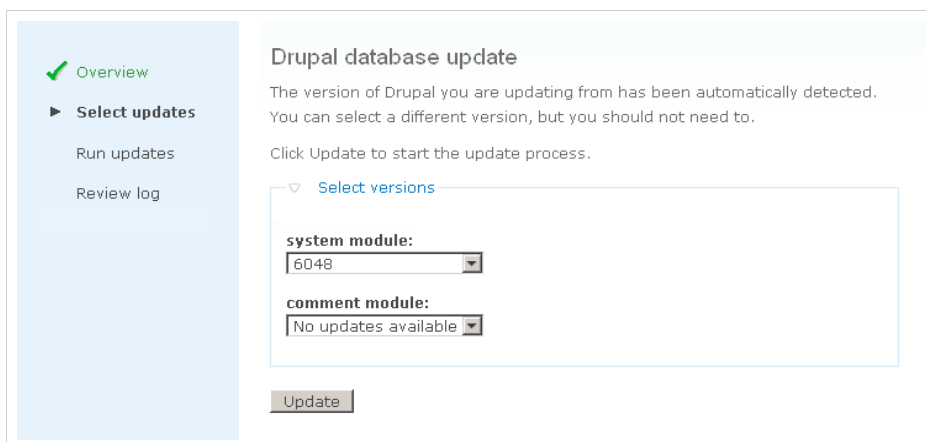 Overview
Select updates
Run updates
Review log
Drupal database update
The version of Drupal you are updating from has been automatically detected.
You can select a different version, but you should not need to.
Click Update to start the update process.
Select versions
system module:
6048
comment module:
No updates available
Update